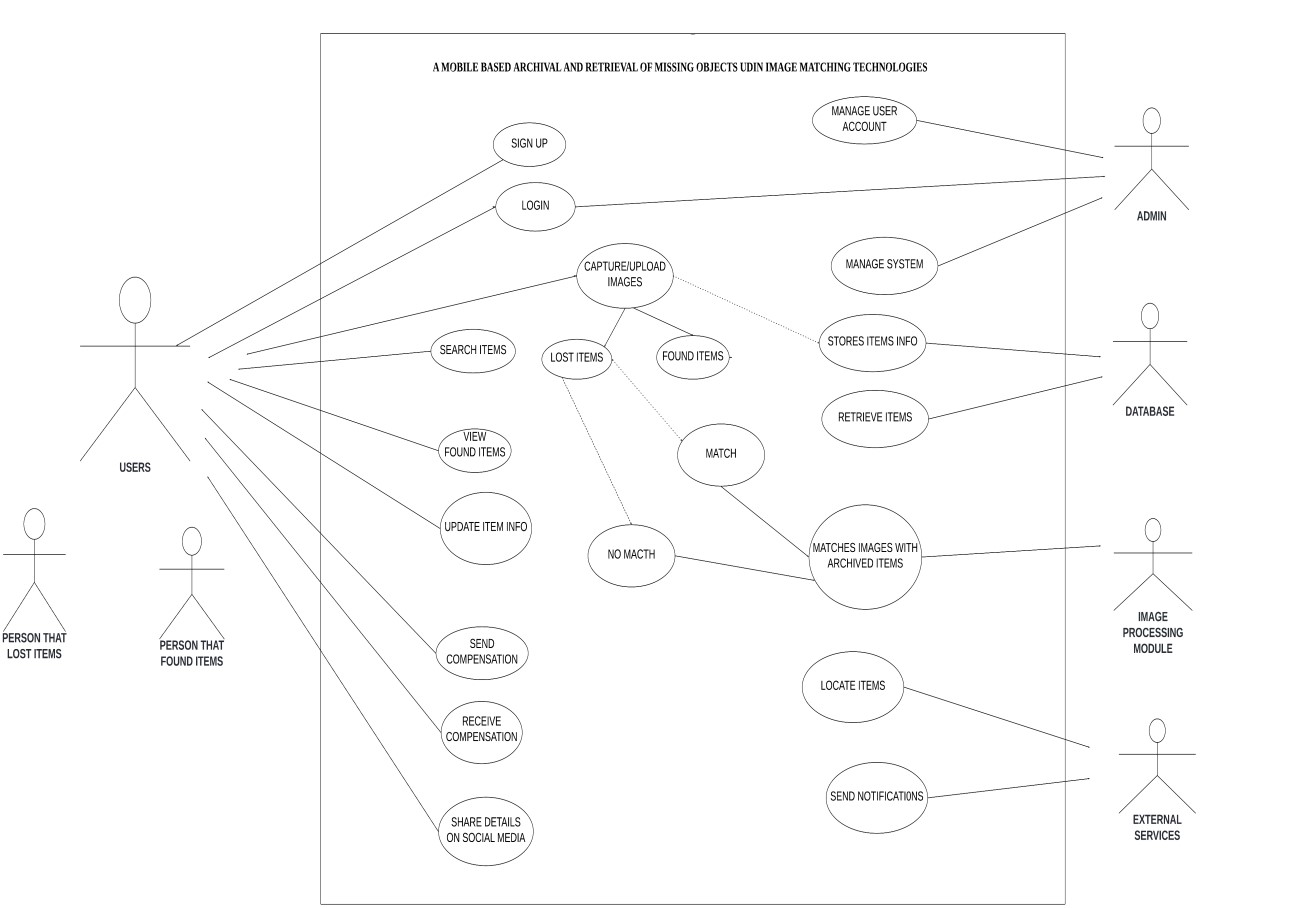 A MOBILE BASED ARCHIVAL AND RETRIEVAL OF MISSING OBJECTS UDIN IMAGE MATCHING TECHNOLOGIES
MANAGE USER
ACCOUNT
SIGN UP
LOGIN
ADMIN
CAPTURE/UPLOAD
IMAGES
MANAGE SYSTEM
SEARCH ITEMS
LOST ITEMS
FOUND ITEMS
STORES ITEMS INFO
RETRIEVE ITEMS
DATABASE
VIEW
FOUND ITEMS
MATCH
USERS
UPDATE ITEM INFO
NO MACTH
MATCHES IMAGES WITH
ARCHIVED ITEMS
PERSON THAT
LOST ITEMS
PERSON THAT
FOUND ITEMS
IMAGE
PROCESSING
MODULE
SEND
COMPENSATION
LOCATE ITEMS
RECEIVE
COMPENSATION
SEND NOTIFICATI0NS
SHARE DETAILS
ON SOCIAL MEDIA
EXTERNAL
SERVICES